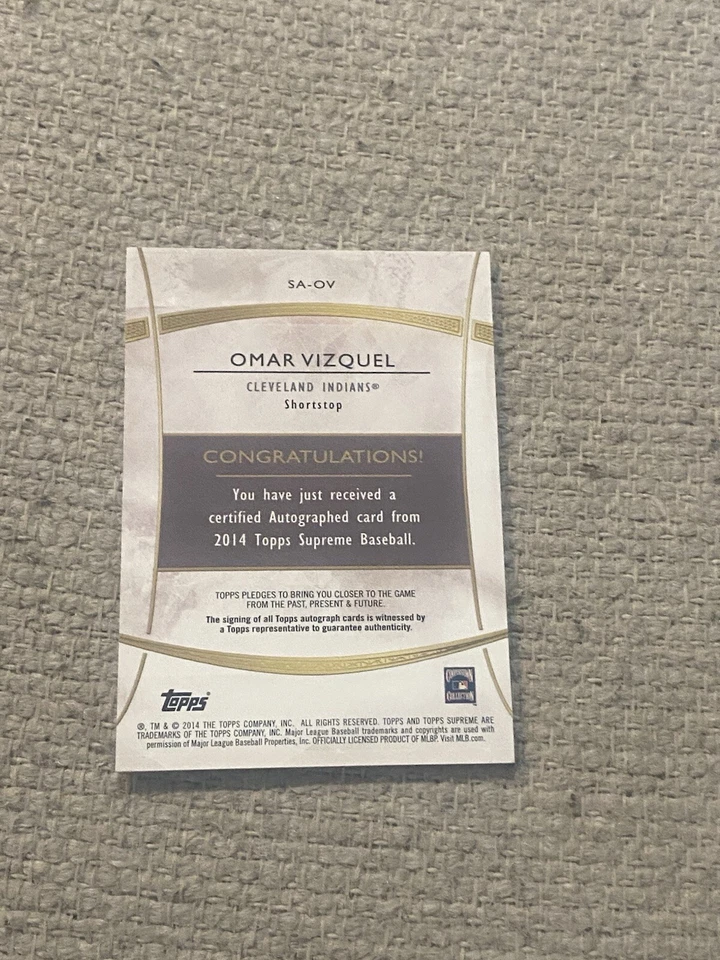 SA-OV
OMAR VIZQUEL
CLEVELAND INDIANS®
Shortstop
CONGRATULATIONS!
You have just received a
certified Autographed card from
2014 Topps Supreme Baseball.
TOPPS PLEDGES TO BRING YOU CLOSER TO THE GAME
FROM THE PAST, PRESENT & FUTURE.
The signing of all Topps autograph cards is witnessed by
a Topps representative to guarantee authenticity.
COOPERSTOWN
COLLECTION
Topps®
®, TM & © 2014 THE TOPPS COMPANY, INC. ALL RIGHTS RESERVED. TOPPS AND TOPPS SUPREME ARE
TRADEMARKS OF THE TOPPS COMPANY, INC. Major League Baseball trademarks and copyrights are used with
permission of Major League Baseball Properties, Inc. OFFICIALLY LICENSED PRODUCT OF MLBP. Visit MLB.com.